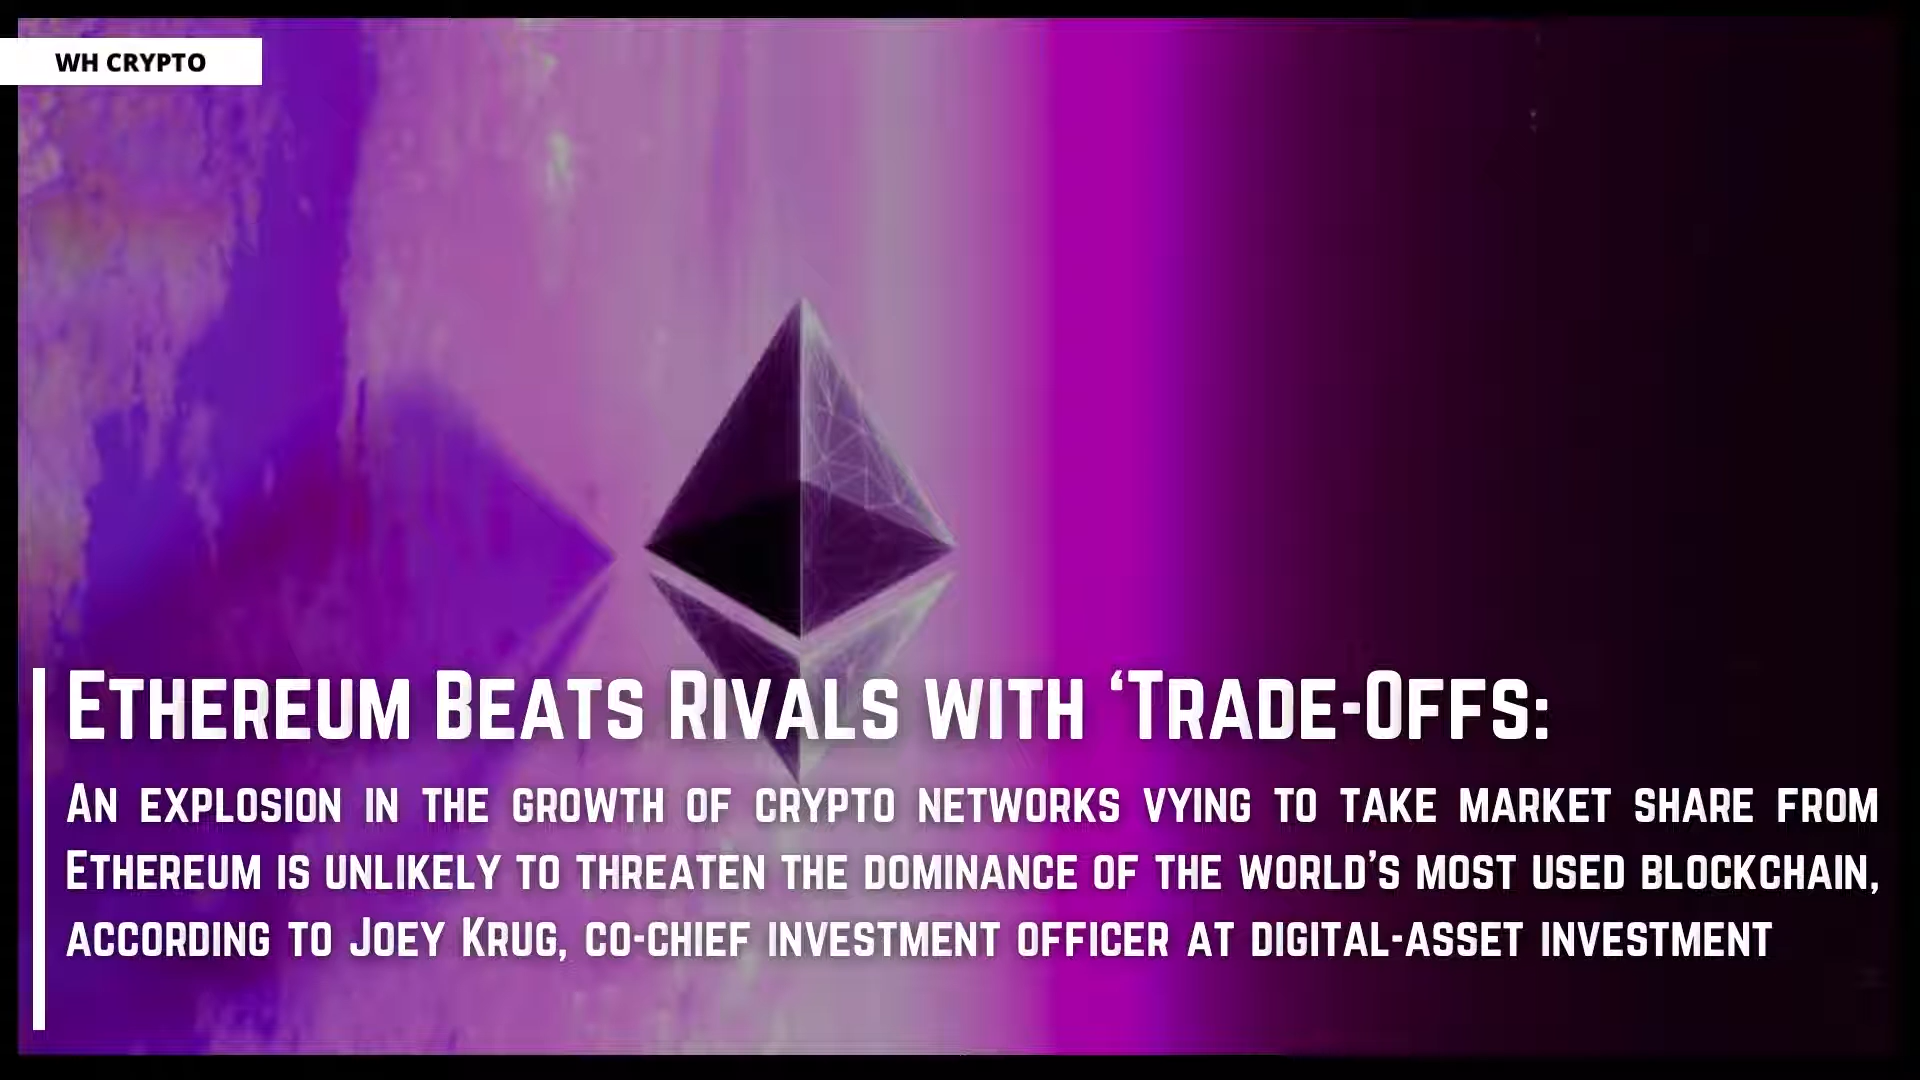 WH CRYPTO
Ethereum Beats Rivals with ‘Trade-Offs:
An explosion in the growth of crypto networks vying to take market share from
Ethereum is unlikely to threaten the dominance of the world’s most used blockchain,
according to Joey Krug, co-chief investment officer at digital-asset investment